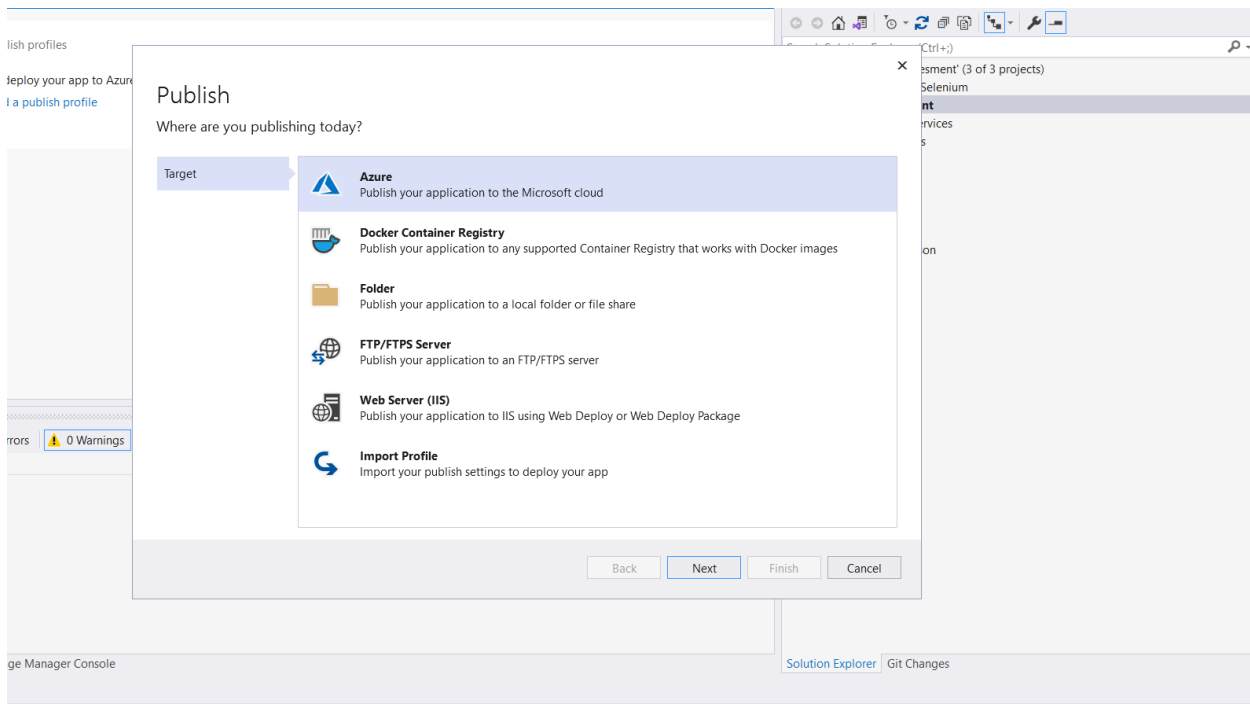 lish profiles
deploy your app to Azure
d a publish profile
Publish
Where are you publishing today?
Target
Azure
Publish your application to the Microsoft cloud
Docker Container Registry
Publish your application to any supported Container Registry that works with Docker images
Folder
Publish your application to a local folder or file share
FTP/FTPS Server
Publish your application to an FTP/FTPS server
Web Server (IIS)
Publish your application to IIS using Web Deploy or Web Deploy Package
Import Profile
Import your publish settings to deploy your app
Back Next Finish Cancel
(Ctrl+;)
esment' (3 of 3 projects)
Selenium
nt
ervices
s
on
rrors 0 Warnings
ge Manager Console
Solution Explorer Git Changes